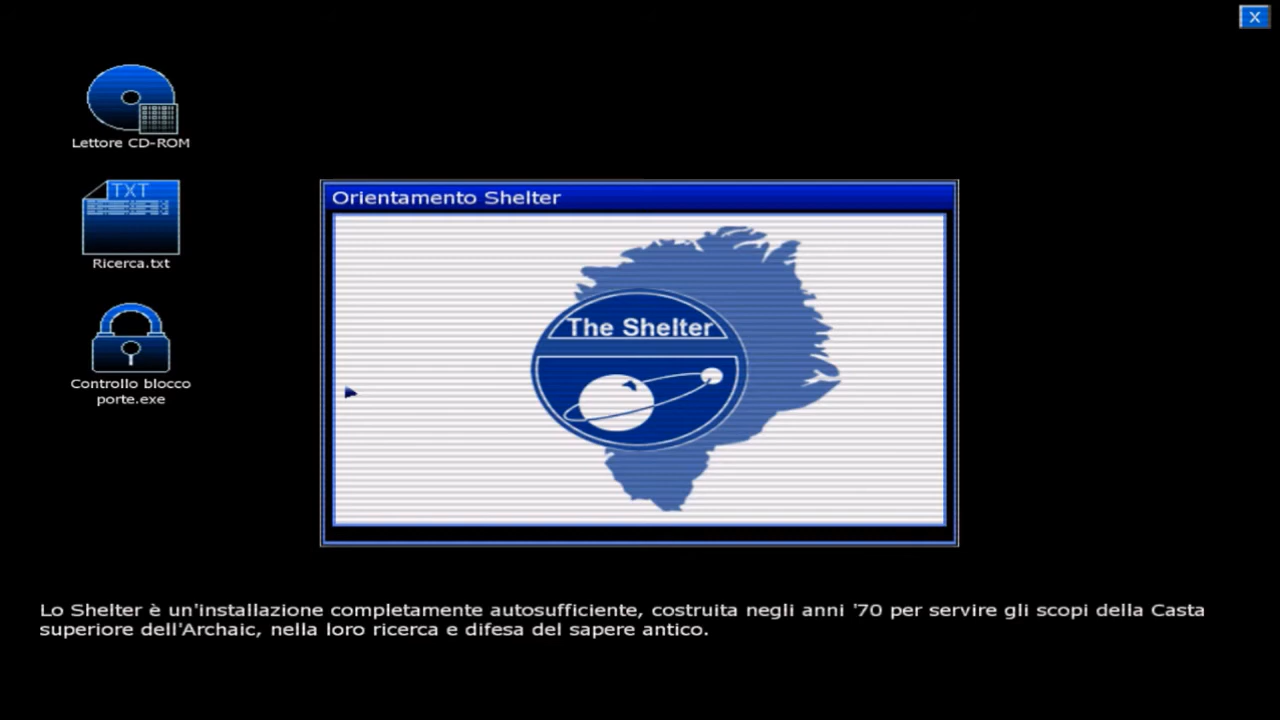 X
Lettore CD-ROM
TXT
Ricerca.txt
Controllo blocco
porte.exe
Orientamento Shelter
The Shelter
Lo Shelter è un'installazione completamente autosufficiente, costruita negli anni '70 per servire gli scopi della Casta
superiore dell'Archaic, nella loro ricerca e difesa del sapere antico.